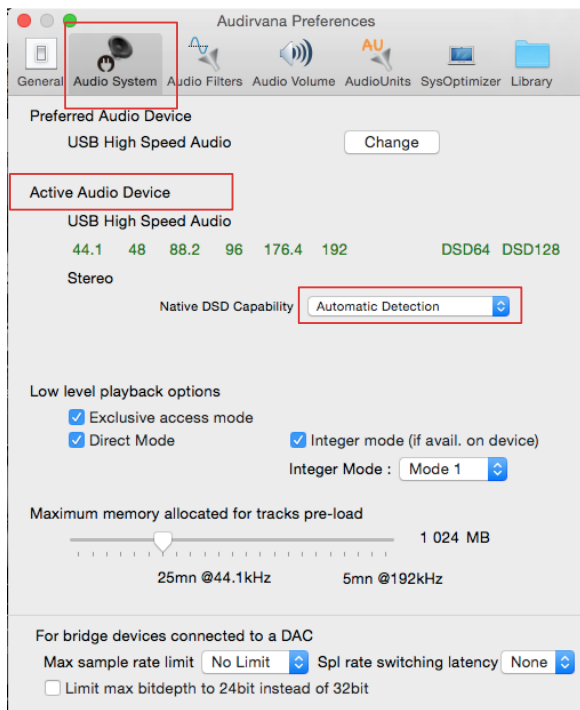 Audirvana Preferences
AU
General Audio System Audio Filters Audio Volume AudioUnits SysOptimizer Library
Preferred Audio Device
USB High Speed Audio Change
Active Audio Device
USB High Speed Audio
44.1 48 88.2 96 176.4 192 DSD64 DSD128
Stereo
Native DSD Capability Automatic Detection
Low level playback options
Exclusive access mode
Direct Mode Integer mode (if avail. on device)
Integer Mode : Mode 1
Maximum memory allocated for tracks pre-load
1 024 MB
25mn @44.1kHz 5mn @192kHz
For bridge devices connected to a DAC
Max sample rate limit No Limit Spl rate switching latency None
Limit max bitdepth to 24bit instead of 32bit